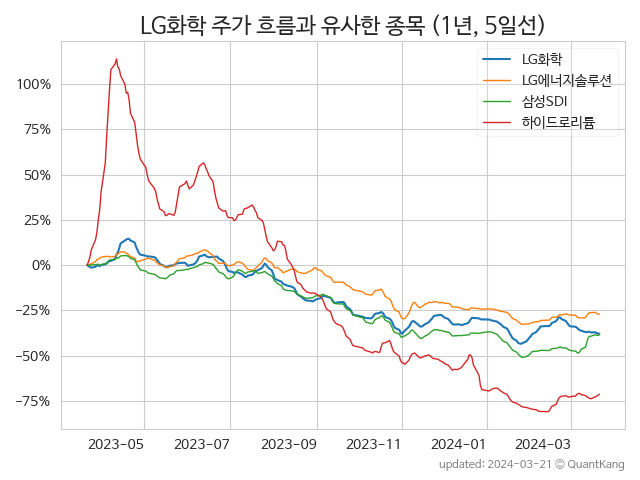 LG화학 주가 흐름과 유사한 종목 (1년, 5일선)
LG화학
LG에너지솔루션
삼성SDI
하이드로리튬
100%
75%
50%
25%
0%
−25%
−50%
−75%
2023-05 2023-07 2023-09 2023-11 2024-01 2024-03
updated: 2024-03-21 © QuantKang